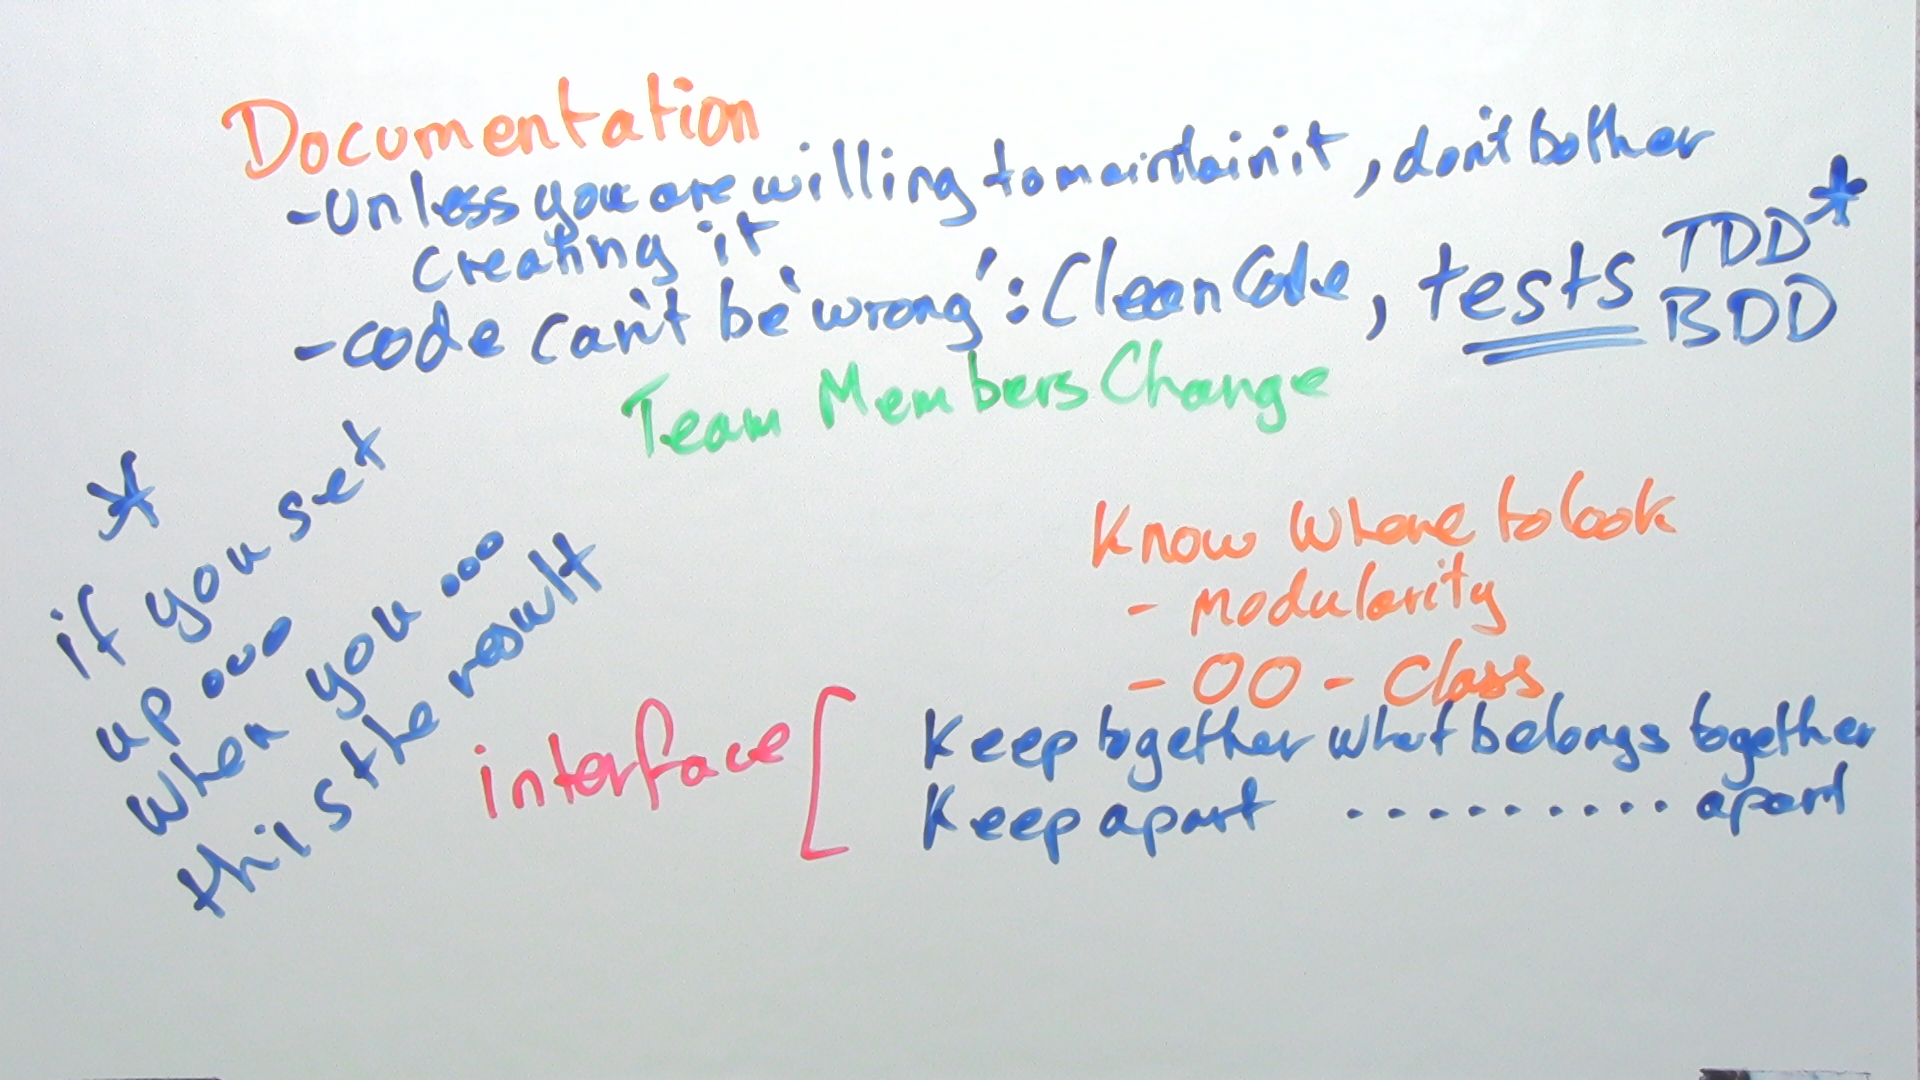 Documentation
- Unless you are willing to maintain it, don't bother
creating it
- code can't be 'wrong': Clean Code, tests TDD*
BDD
Team Members Change
*
if you set
up ...
when you ...
this the result
Know where to look
- modularity
- OO - Class
interface [
Keep together what belongs together
Keep apart .......... apart